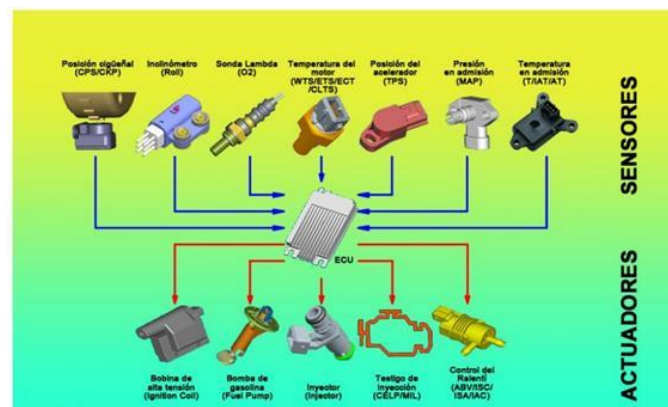 Posición cigüeñal
(CPS/CKP)
Inclinómetro
(Roll)
Sonda Lambda
(O2)
Temperatura del
motor
(WTS/ETS/ECT
/CLTS)
Posición del
acelerador
(TPS)
Presión
en admisión
(MAP)
Temperatura
en admisión
(T/IAT/AT)
SENSORES
ECU
ACTUADORES
Bobina de
alta tensión
(Ignition Coil)
Bomba de
gasolina
(Fuel Pump)
Inyector
(Injector)
Testigo de
inyección
(CELP/MIL)
Control del
Ralentí
(ABV/ISC/
ISA/IAC)